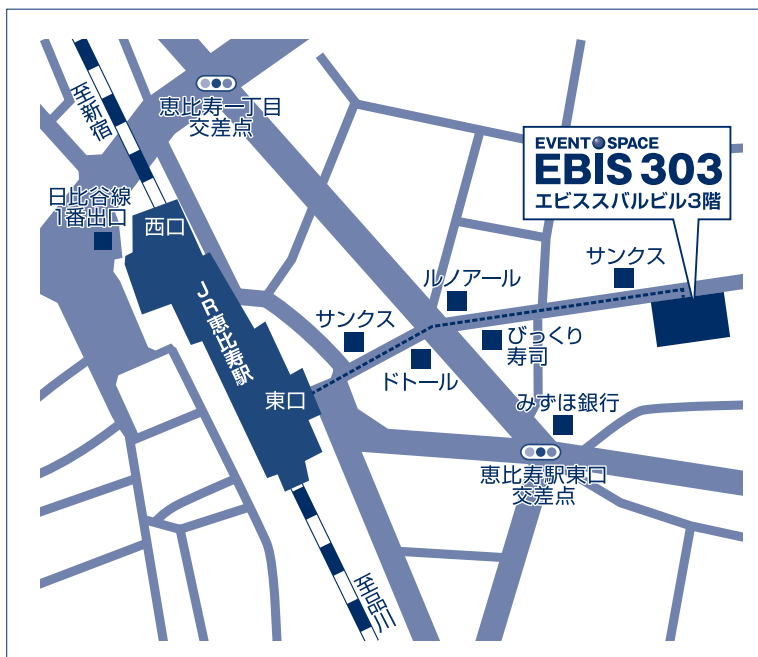 至新宿
恵比寿一丁目
交差点
EVENT SPACE
EBIS 303
エビススバルビル3階
日比谷線
1番出口
西口
サンクス
ルノアール
JR恵比寿駅
サンクス
びっくり
寿司
ドトール
東口
みずほ銀行
恵比寿駅東口
交差点
至品川